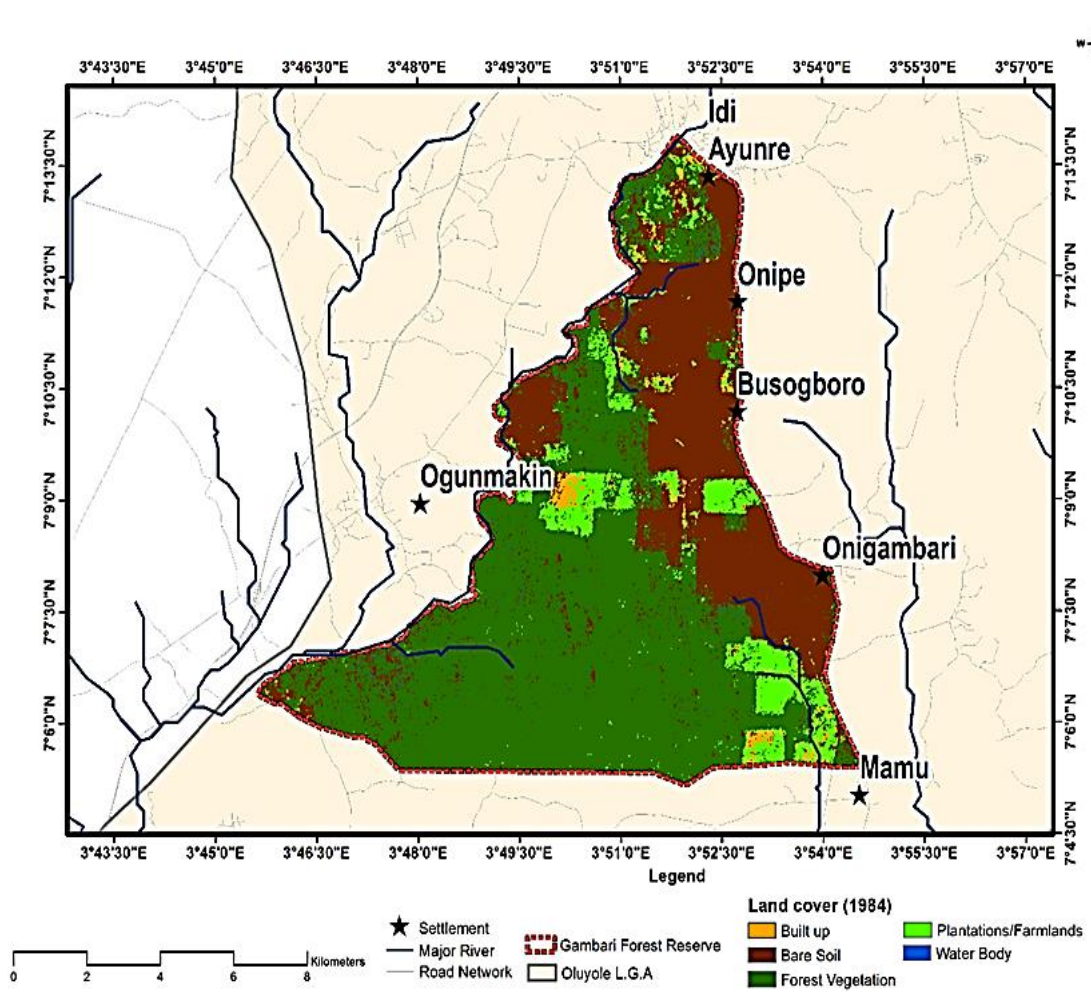 w
3°43'30"E 3°45'0"E 3°46'30"E 3°48'0"E 3°49'30"E 3°51'0"E 3°52'30"E 3°54'0"E 3°55'30"E 3°57'0"E
Idi
Ayunre
7°13'30"N 7°13'30"N
7°12'0"N Onipe 7°12'0"N
7°10'30"N Busogboro 7°10'30"N
Ogunmakin
7°9'0"N 7°9'0"N
Onigambari
7°7'30"N 7°7'30"N
7°6'0"N 7°6'0"N
Mamu
7°4'30"N
3°43'30"E 3°45'0"E 3°46'30"E 3°48'0"E 3°49'30"E 3°51'0"E 3°52'30"E 3°54'0"E 3°55'30"E 3°57'0"E
Legend
Land cover (1984)
Settlement
Major River
Road Network
Gambari Forest Reserve
Oluyole L.G.A
Built up
Bare Soil
Forest Vegetation
Plantations/Farmlands
Water Body
Kilometers
0 2 4 6 8